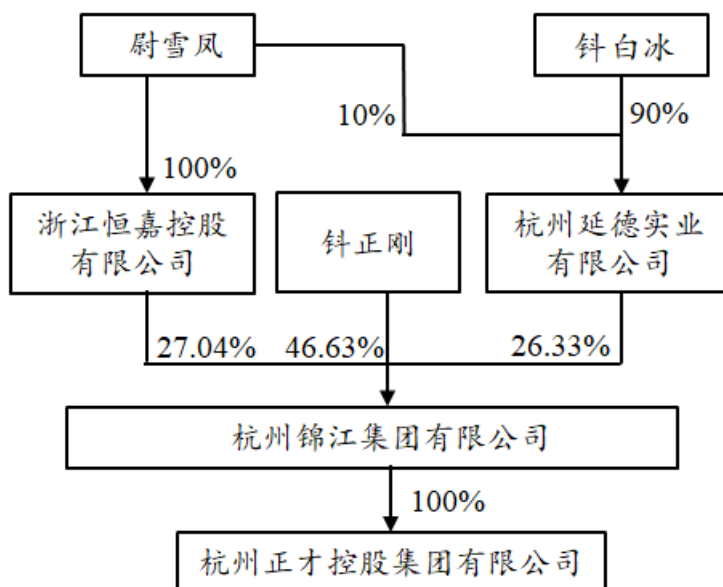 尉雪凤
钭白冰
10%
90%
100%
浙江恒嘉控股
有限公司
钭正刚
杭州延德实业
有限公司
27.04%
46.63%
26.33%
杭州锦江集团有限公司
100%
杭州正才控股集团有限公司